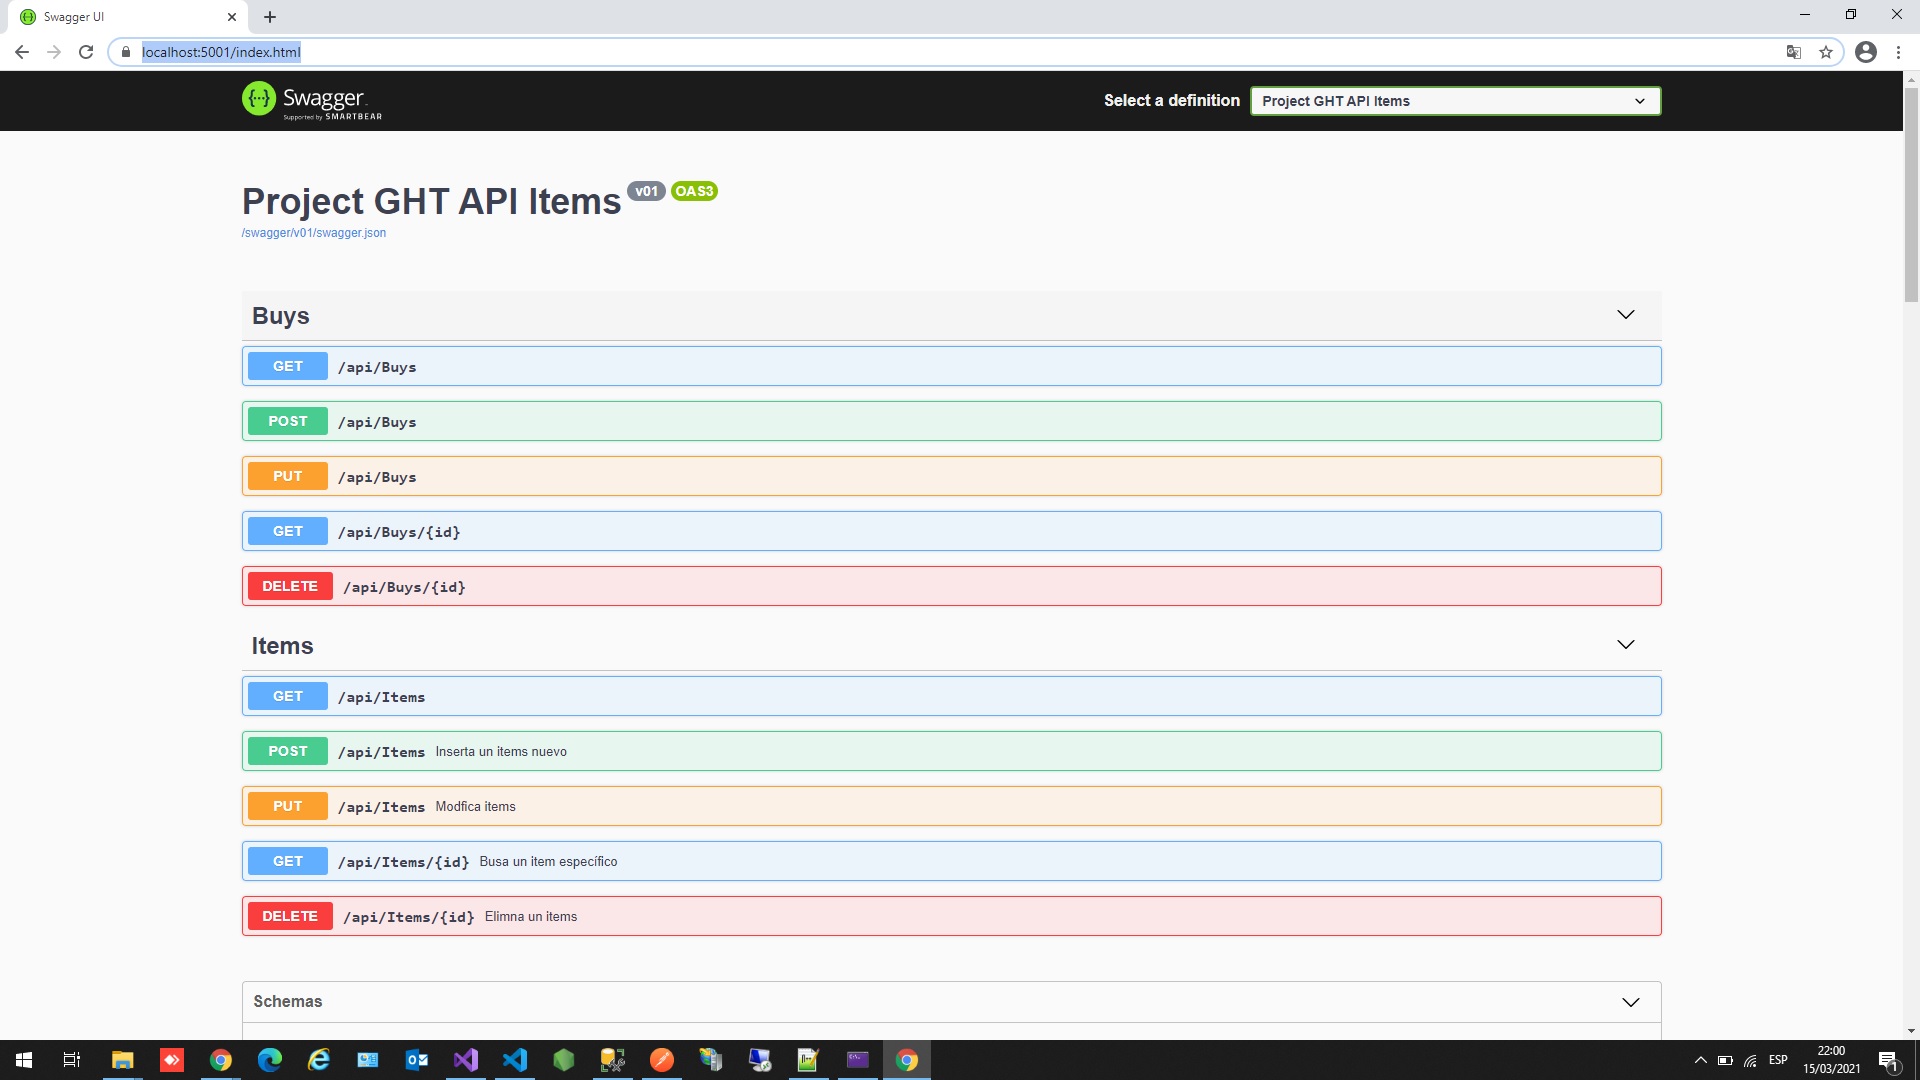 Swagger UI
localhost:5001/index.html
Swagger
Supported by SMARTBEAR
Select a definition
Project GHT API Items
Project GHT API Items v01 OAS3
/swagger/v01/swagger.json
Buys
GET /api/Buys
POST /api/Buys
PUT /api/Buys
GET /api/Buys/{id}
DELETE /api/Buys/{id}
Items
GET /api/Items
POST /api/Items Inserta un items nuevo
PUT /api/Items Modfica items
GET /api/Items/{id} Busa un item específico
DELETE /api/Items/{id} Elimna un items
Schemas
ESP
22:00
15/03/2021
1